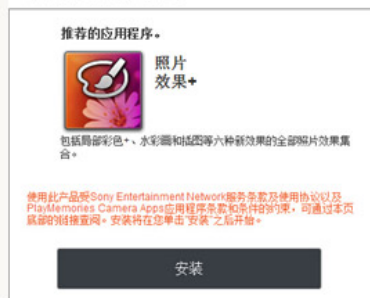 推荐的应用程序。
照片
效果+
包括局部彩色+、水彩画和插图等六种新效果的全部照片效果集
合。
使用此产品受Sony Entertainment Network服务条款及使用协议以及
PlayMemories Camera Apps应用程序条款和条件的约束，可通过本页
底部的链接查阅。安装将在您单击"安装"之后开始。
安装